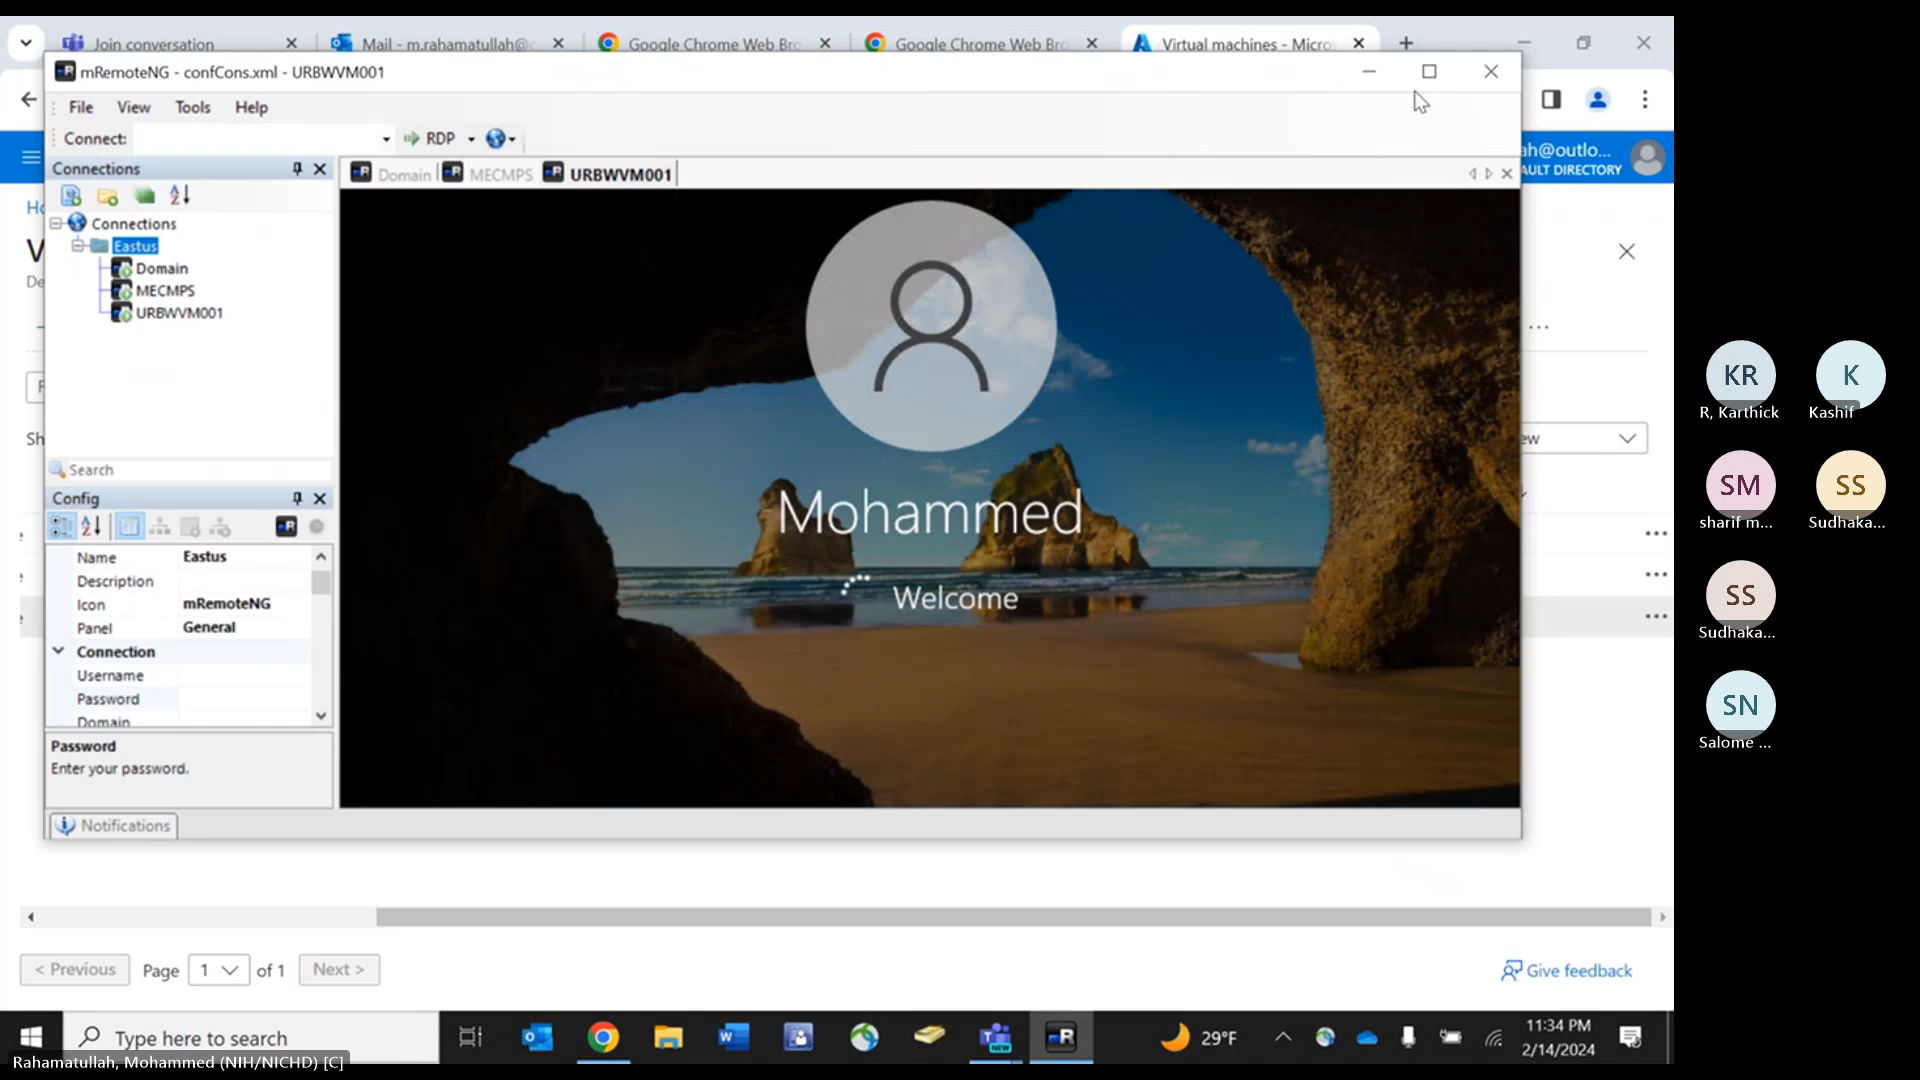 Join conversation
Mail - m.rahamatullah@
Google Chrome Web Bro
Google Chrome Web Bro
Virtual machines - Micro
mRemoteNG - confCons.xml - URBWVM001
File View Tools Help
Connect: RDP
ah@outlo...
AULT DIRECTORY
Connections
Domain MECMPS URBWVM001
Connections
Eastus
Domain
MECMPS
URBWVM001
Search
Config
Name Eastus
Description
Icon mRemoteNG
Panel General
Connection
Username
Password
Domain
Password
Enter your password.
Notifications
Mohammed
Welcome
KR
R, Karthick
K
Kashif
SM
sharif m...
SS
Sudhaka...
SS
Sudhaka...
SN
Salome ...
< Previous Page 1 of 1 Next >
Give feedback
Type here to search
NEW
29°F
11:34 PM
2/14/2024
Rahamatullah, Mohammed (NIH/NICHD) [C]